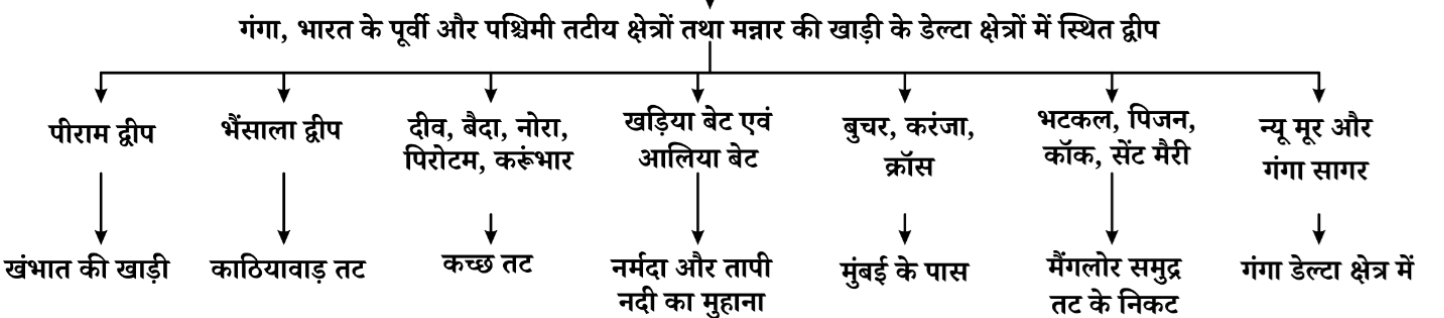 गंगा, भारत के पूर्वी और पश्चिमी तटीय क्षेत्रों तथा मन्नार की खाड़ी के डेल्टा क्षेत्रों में स्थित द्वीप
पीराम द्वीप
खंभात की खाड़ी
भैंसाला द्वीप
काठियावाड़ तट
दीव, बैदा, नोरा,
पिरोटम, करूंभार
कच्छ तट
खड़िया बेट एवं
आलिया बेट
नर्मदा और तापी
नदी का मुहाना
बुचर, करंजा,
क्रॉस
मुंबई के पास
भटकल, पिजन,
कॉक, सेंट मैरी
मैंगलोर समुद्र
तट के निकट
न्यू मूर और
गंगा सागर
गंगा डेल्टा क्षेत्र में